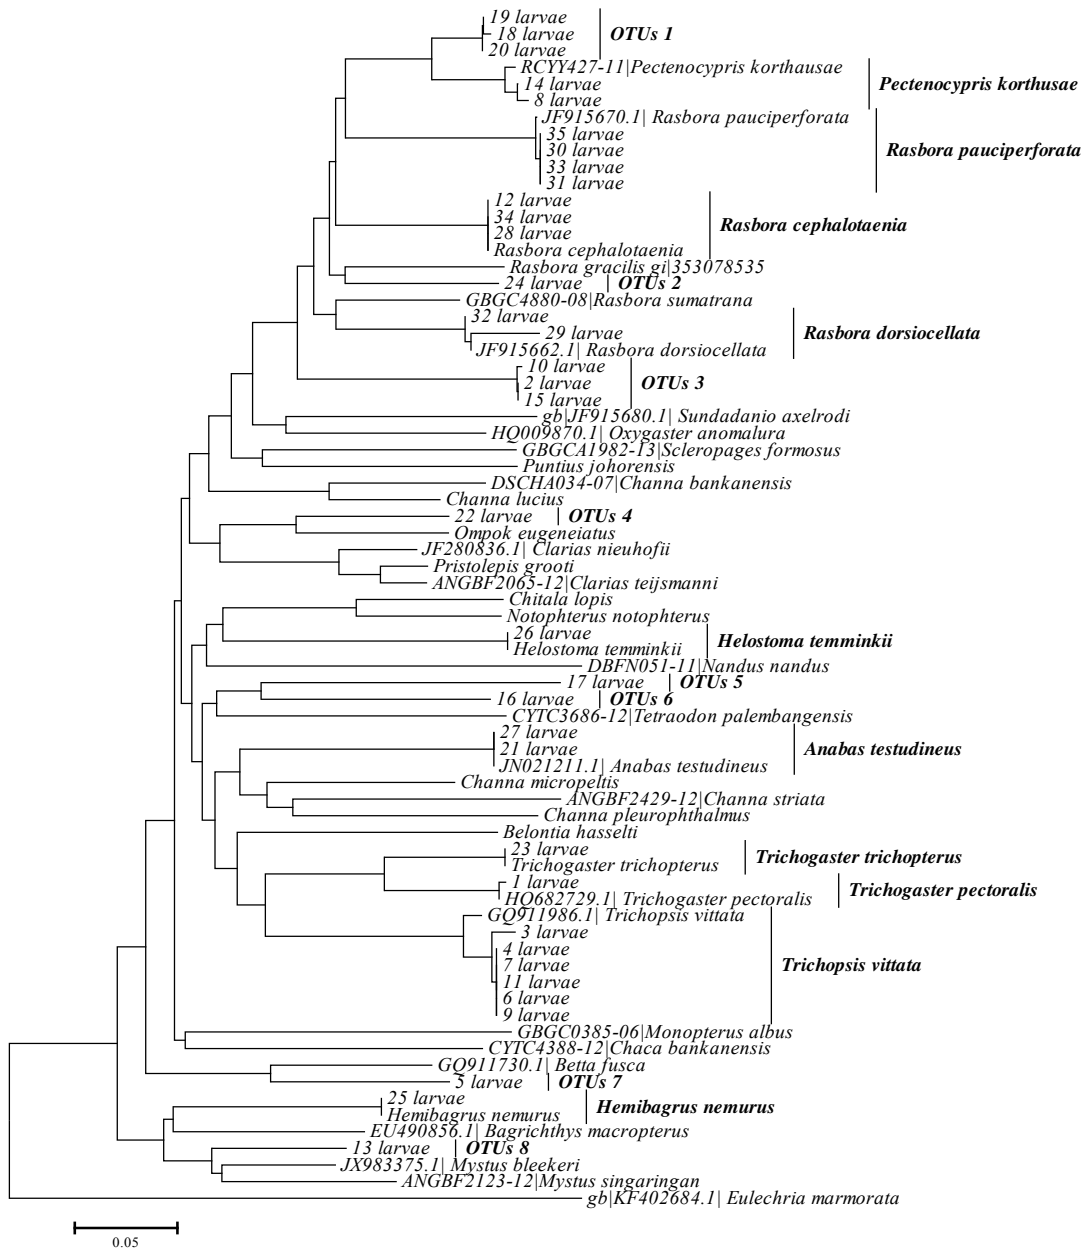 19 larvae
18 larvae
OTUs 1
20 larvae
RCYY427-11|Pectenocypris korthausae
14 larvae
Pectenocypris korthusae
8 larvae
JF915670.1| Rasbora pauciperforata
35 larvae
30 larvae
Rasbora pauciperforata
33 larvae
31 larvae
12 larvae
34 larvae
Rasbora cephalotaenia
28 larvae
Rasbora cephalotaenia
Rasbora gracilis gi|353078535
24 larvae
OTUs 2
GBGC4880-08|Rasbora sumatrana
32 larvae
29 larvae
Rasbora dorsiocellata
JF915662.1| Rasbora dorsiocellata
10 larvae
2 larvae
OTUs 3
15 larvae
gb|JF915680.1| Sundadanio axelrodi
HQ009870.1| Oxygaster anomalura
GBGCA1982-13|Scleropages formosus
Puntius johorensis
DSCHA034-07|Channa bankanensis
Channa lucius
22 larvae
OTUs 4
Ompok eugeneiatus
JF280836.1| Clarias nieuhofii
Pristolepis grooti
ANGBF2065-12|Clarias teijsmanni
Chitala lopis
Notophterus notophterus
26 larvae
Helostoma temminkii
Helostoma temminkii
DBFN051-11|Nandus nandus
17 larvae
OTUs 5
16 larvae
OTUs 6
CYTC3686-12|Tetraodon palembangensis
27 larvae
21 larvae
Anabas testudineus
JN021211.1| Anabas testudineus
Channa micropeltis
ANGBF2429-12|Channa striata
Channa pleurophthalmus
Belontia hasselti
23 larvae
Trichogaster trichopterus
Trichogaster trichopterus
1 larvae
Trichogaster pectoralis
HQ682729.1| Trichogaster pectoralis
GQ911986.1| Trichopsis vittata
3 larvae
4 larvae
7 larvae
Trichopsis vittata
11 larvae
6 larvae
9 larvae
GBGC0385-06|Monopterus albus
CYTC4388-12|Chaca bankanensis
GQ911730.1| Betta fusca
5 larvae
OTUs 7
25 larvae
Hemibagrus nemurus
Hemibagrus nemurus
EU490856.1| Bagrichthys macropterus
13 larvae
OTUs 8
JX983375.1| Mystus bleekeri
ANGBF2123-12|Mystus singaringan
gb|KF402684.1| Eulechria marmorata
0.05